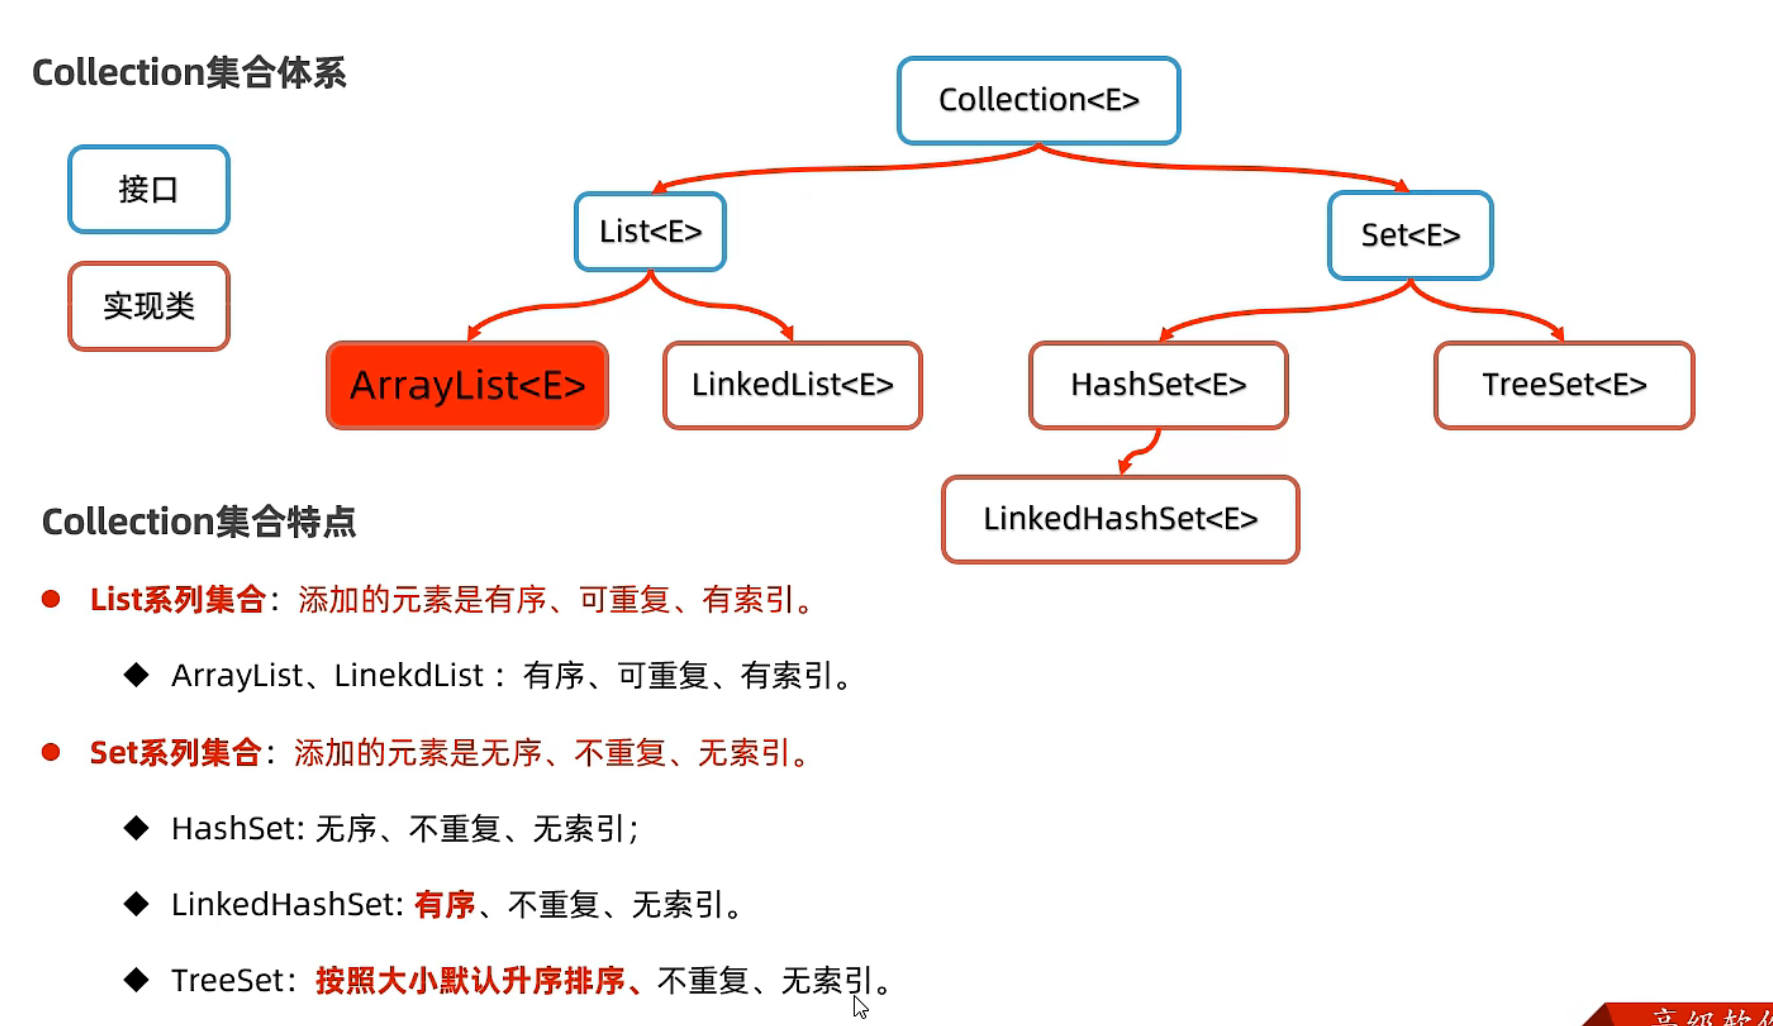 Collection集合体系
接口
实现类
Collection<E>
List<E>
Set<E>
ArrayList<E>
LinkedList<E>
HashSet<E>
TreeSet<E>
LinkedHashSet<E>
Collection集合特点
List系列集合：添加的元素是有序、可重复、有索引。
ArrayList、LinekdList ：有序、可重复、有索引。
Set系列集合：添加的元素是无序、不重复、无索引。
HashSet: 无序、不重复、无索引；
LinkedHashSet: 有序、不重复、无索引。
TreeSet：按照大小默认升序排序、不重复、无索引。
高级软